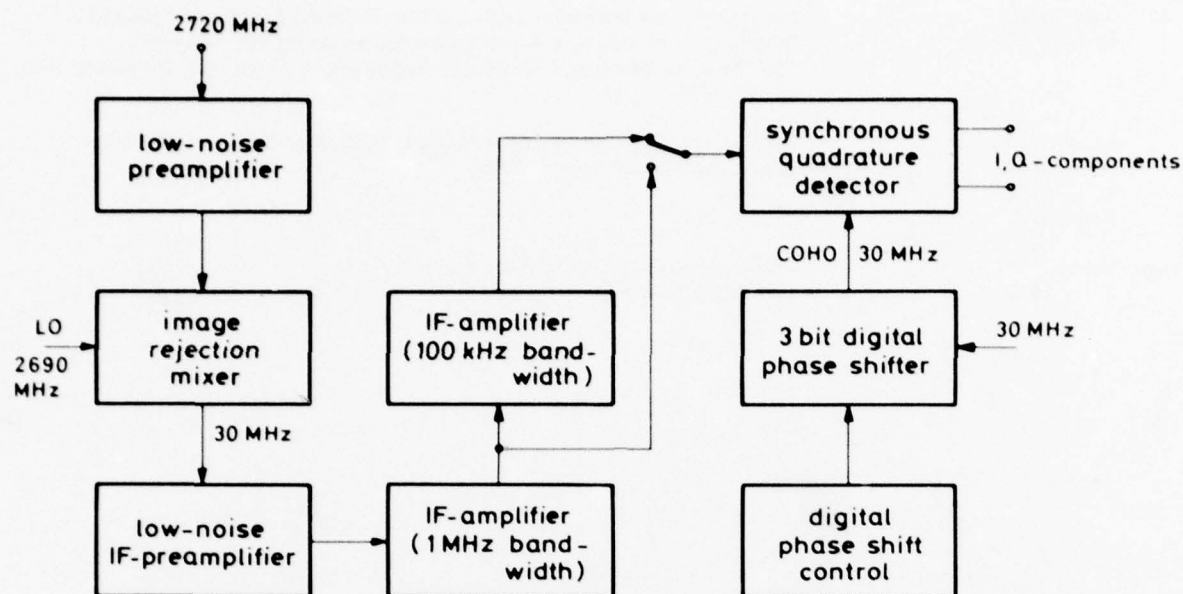 2720 MHz
low-noise
preamplifier
LO
2690
MHz
image
rejection
mixer
30 MHz
low-noise
IF-preamplifier
IF-amplifier
(100 kHz band-
width)
IF-amplifier
(1 MHz band-
width)
synchronous
quadrature
detector
I,Q-components
COHO 30 MHz
3 bit digital
phase shifter
30 MHz
digital
phase shift
control